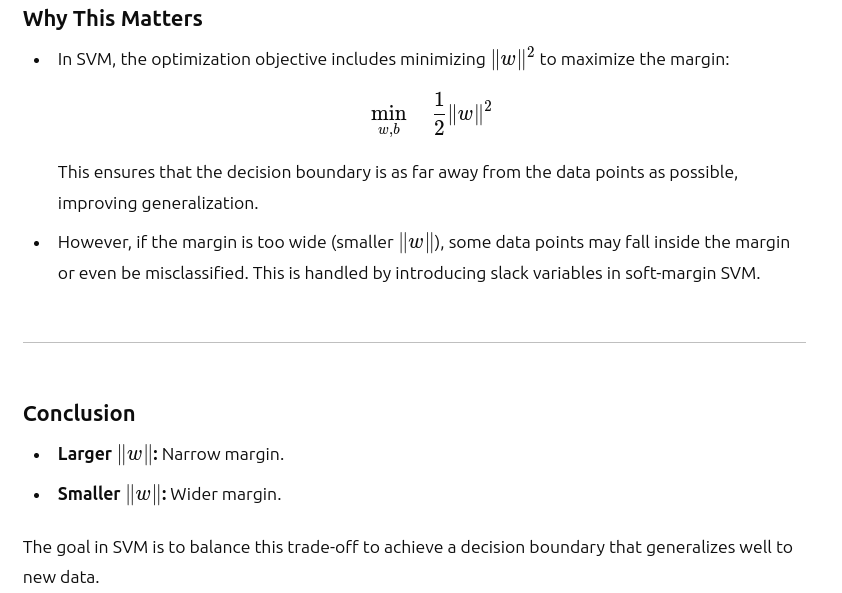 Why This Matters
• In SVM, the optimization objective includes minimizing ‖w‖² to maximize the margin:
min w,b 1/2 ‖w‖²
This ensures that the decision boundary is as far away from the data points as possible,
improving generalization.
• However, if the margin is too wide (smaller ‖w‖), some data points may fall inside the margin
or even be misclassified. This is handled by introducing slack variables in soft-margin SVM.
Conclusion
• Larger ‖w‖: Narrow margin.
• Smaller ‖w‖: Wider margin.
The goal in SVM is to balance this trade-off to achieve a decision boundary that generalizes well to
new data.